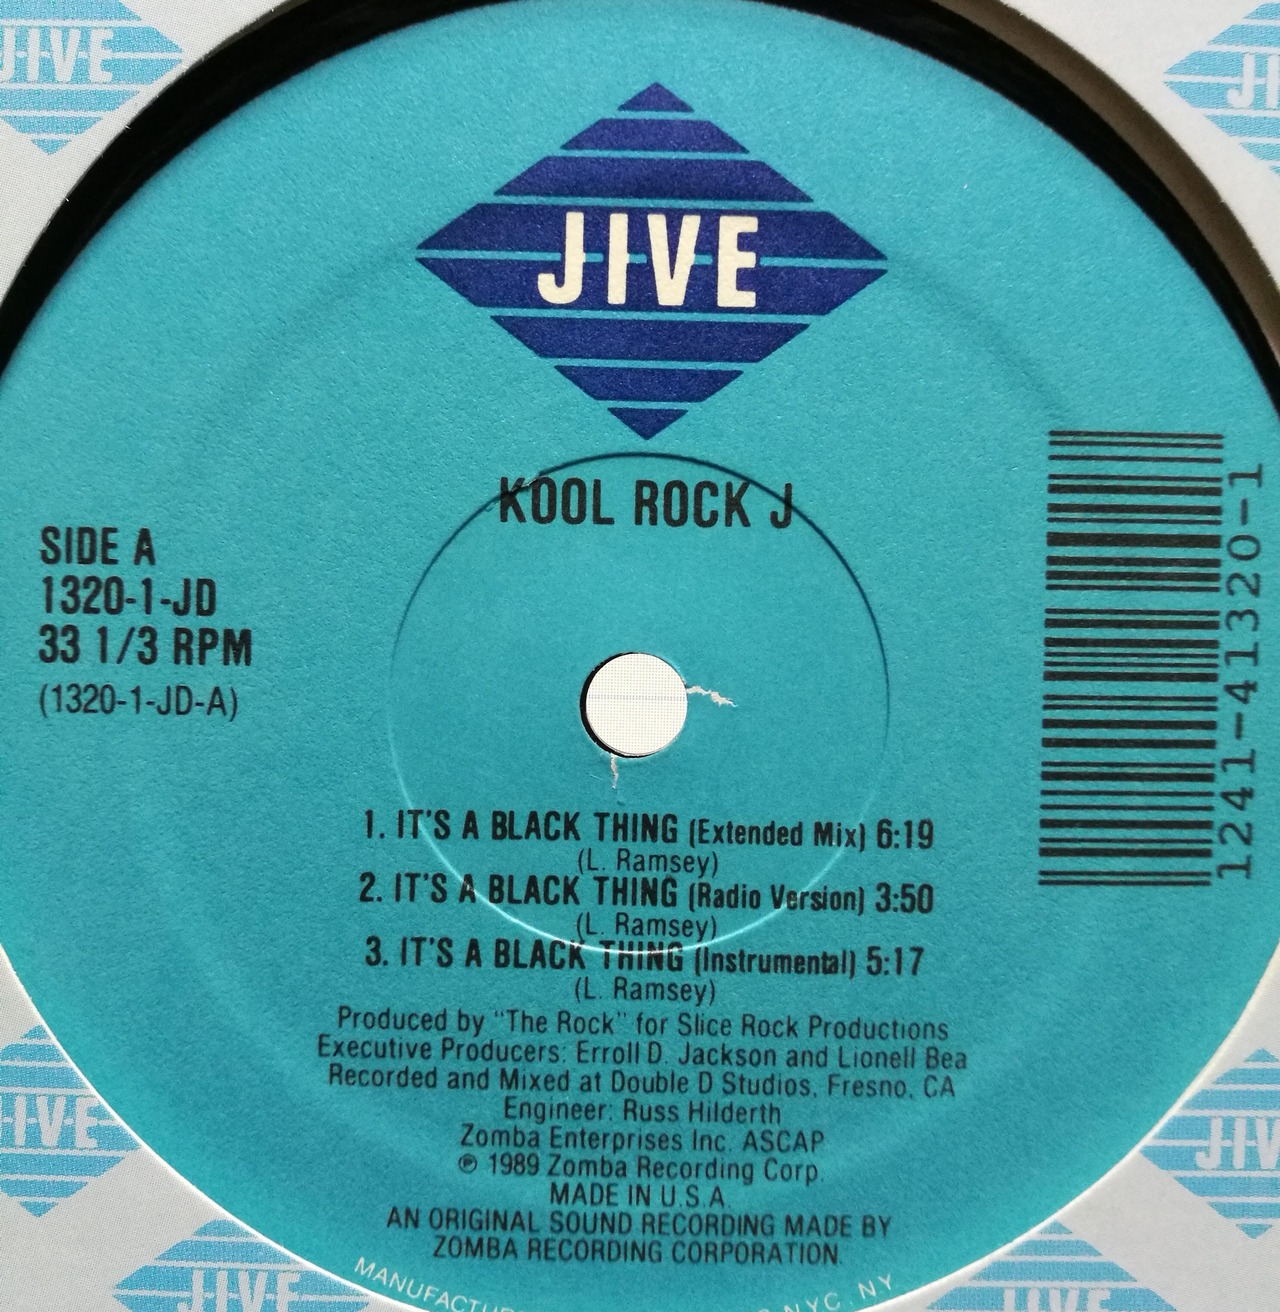 JIVE
JIVE
KOOL ROCK J
SIDE A
1320-1-JD
33 1/3 RPM
(1320-1-JD-A)
1241-41320-1
1. IT'S A BLACK THING (Extended Mix) 6:19
(L. Ramsey)
2. IT'S A BLACK THING (Radio Version) 3:50
(L. Ramsey)
3. IT'S A BLACK THING (Instrumental) 5:17
(L. Ramsey)
Produced by "The Rock" for Slice Rock Productions
Executive Producers: Erroll D. Jackson and Lionell Bea
Recorded and Mixed at Double D Studios, Fresno, CA
Engineer: Russ Hilderth
Zomba Enterprises Inc. ASCAP
℗ 1989 Zomba Recording Corp.
MADE IN U.S.A.
AN ORIGINAL SOUND RECORDING MADE BY
ZOMBA RECORDING CORPORATION.
NYC, NY
JIVE
JIVE
JIVE
JIVE